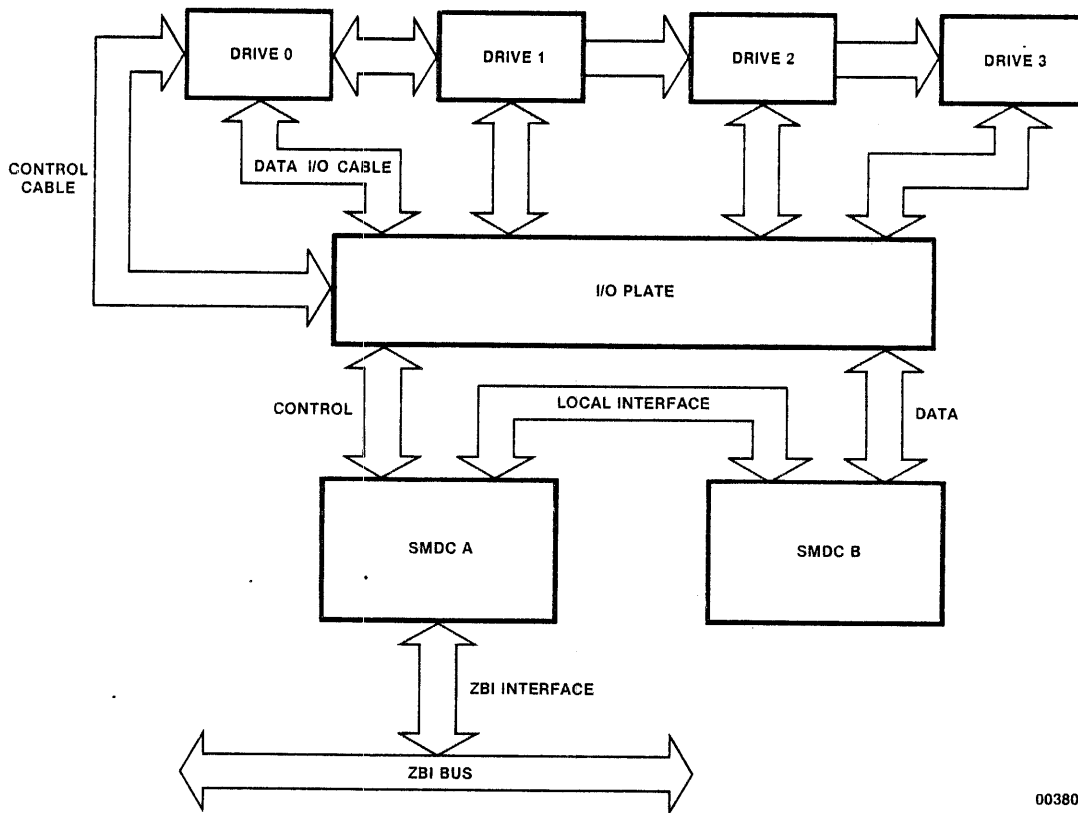 DRIVE 0
DRIVE 1
DRIVE 2
DRIVE 3
CONTROL
CABLE
DATA I/O CABLE
I/O PLATE
CONTROL
LOCAL INTERFACE
DATA
SMDC A
SMDC B
ZBI INTERFACE
ZBI BUS
00380